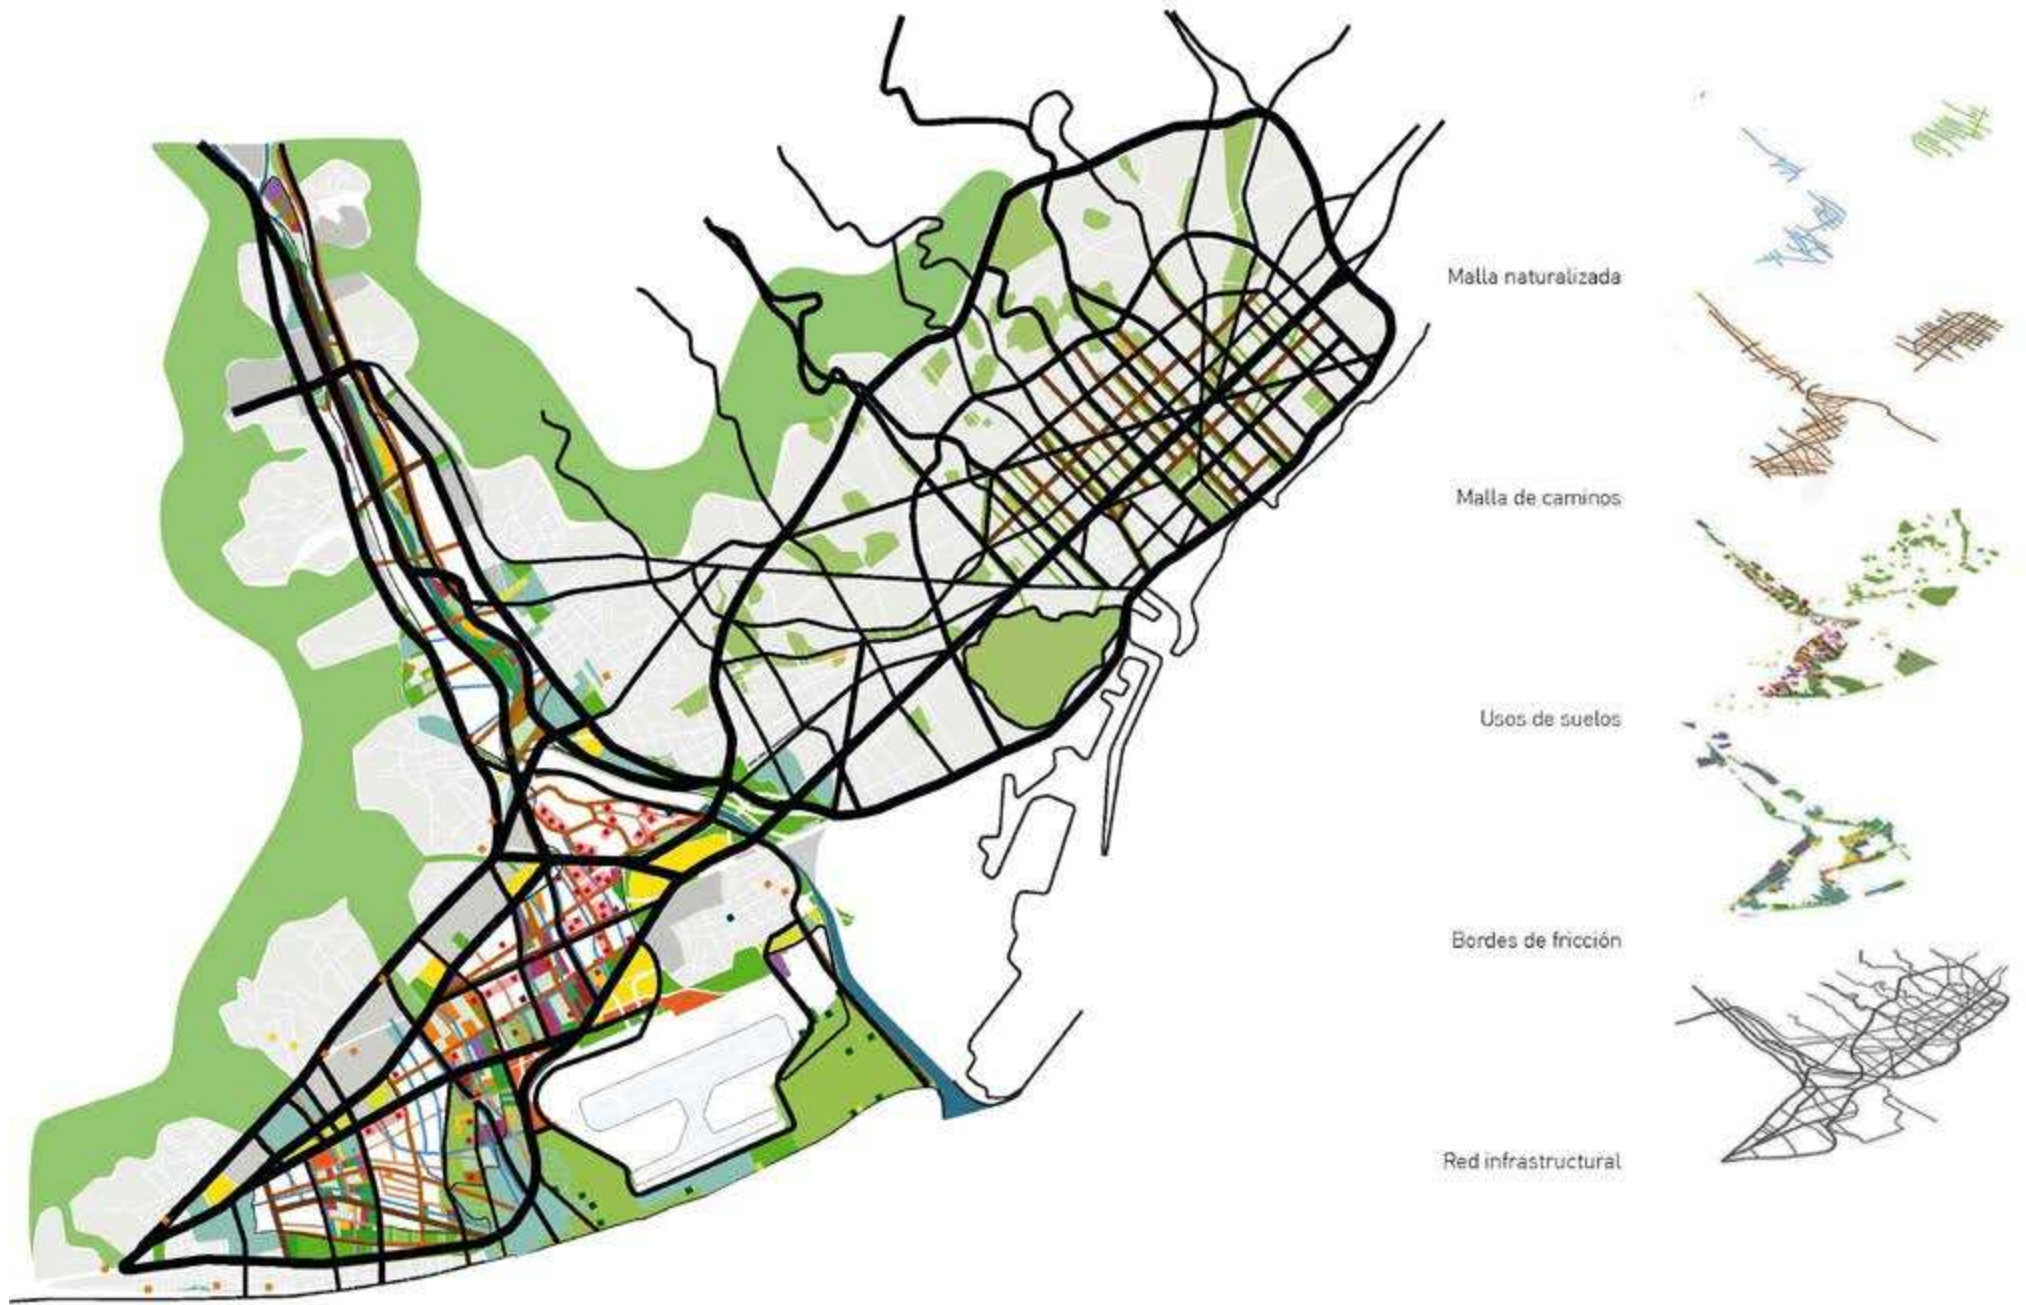 Malla naturalizada
Malla de caminos
Usos de suelos
Bordes de fricción
Red infrastructural